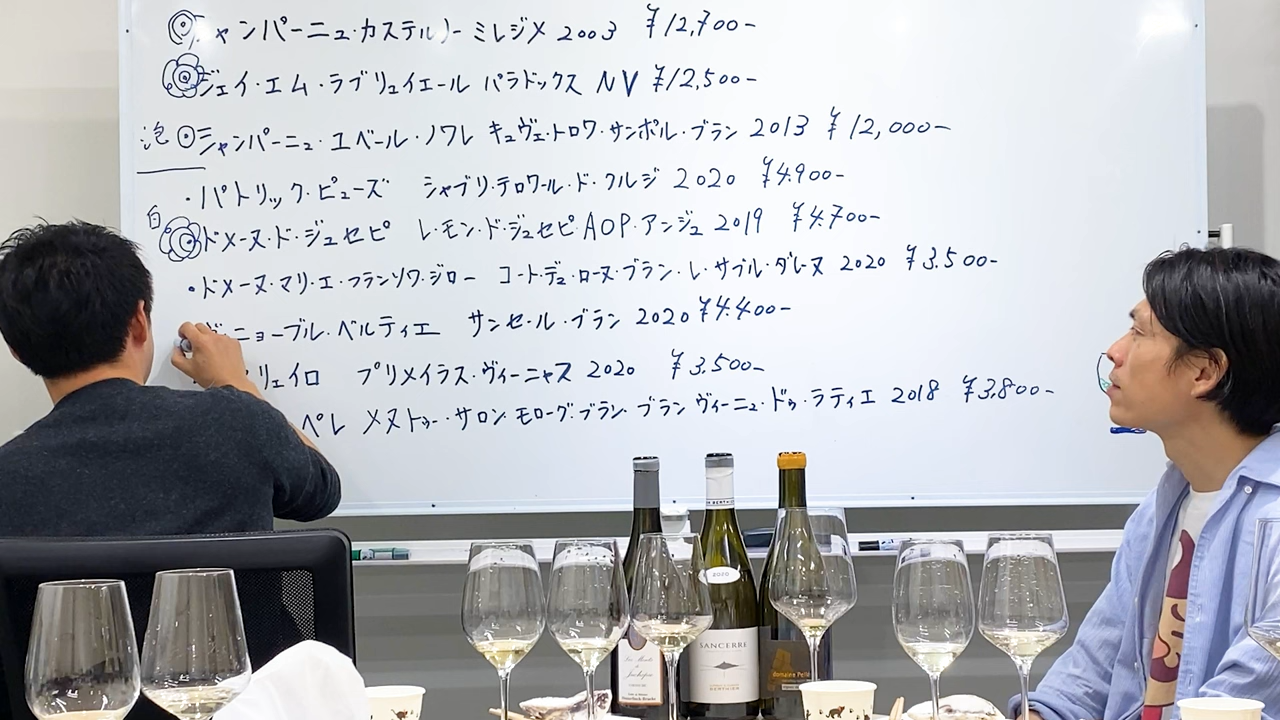 シャンパーニュ・カステルノー ミレジメ 2003 ¥12,700-
ジェイ・エム・ラブリュイエール パラドックス NV ¥12,500-
泡 シャンパーニュ・エベール・ノワレ キュヴェ・トロワ・サンポル・ブラン 2013 ¥12,000-
・パトリック・ピューズ シャブリ・テロワール・ド・クルジ 2020 ¥4.900-
白 ドメーヌ・ド・ジュセピ レ・モン・ド・ジュセピ AOP・アンジュ 2019 ¥4.700-
・ドメーヌ・マリ・エ・フランソワ・ジロー コート・デュ・ローヌ・ブラン・レ・サブル・ダレーヌ 2020 ¥3.500-
ニョーブル・ベルティエ サンセール・ブラン 2020 ¥4.400-
リェイロ プリメイラス・ヴィーニャス 2020 ¥3.500-
ペレ メヌトゥー・サロン モローグ・ブラン・ブラン ヴィーニュ・ドゥ・ラティエ 2018 ¥3.800-
2020
SANCERRE